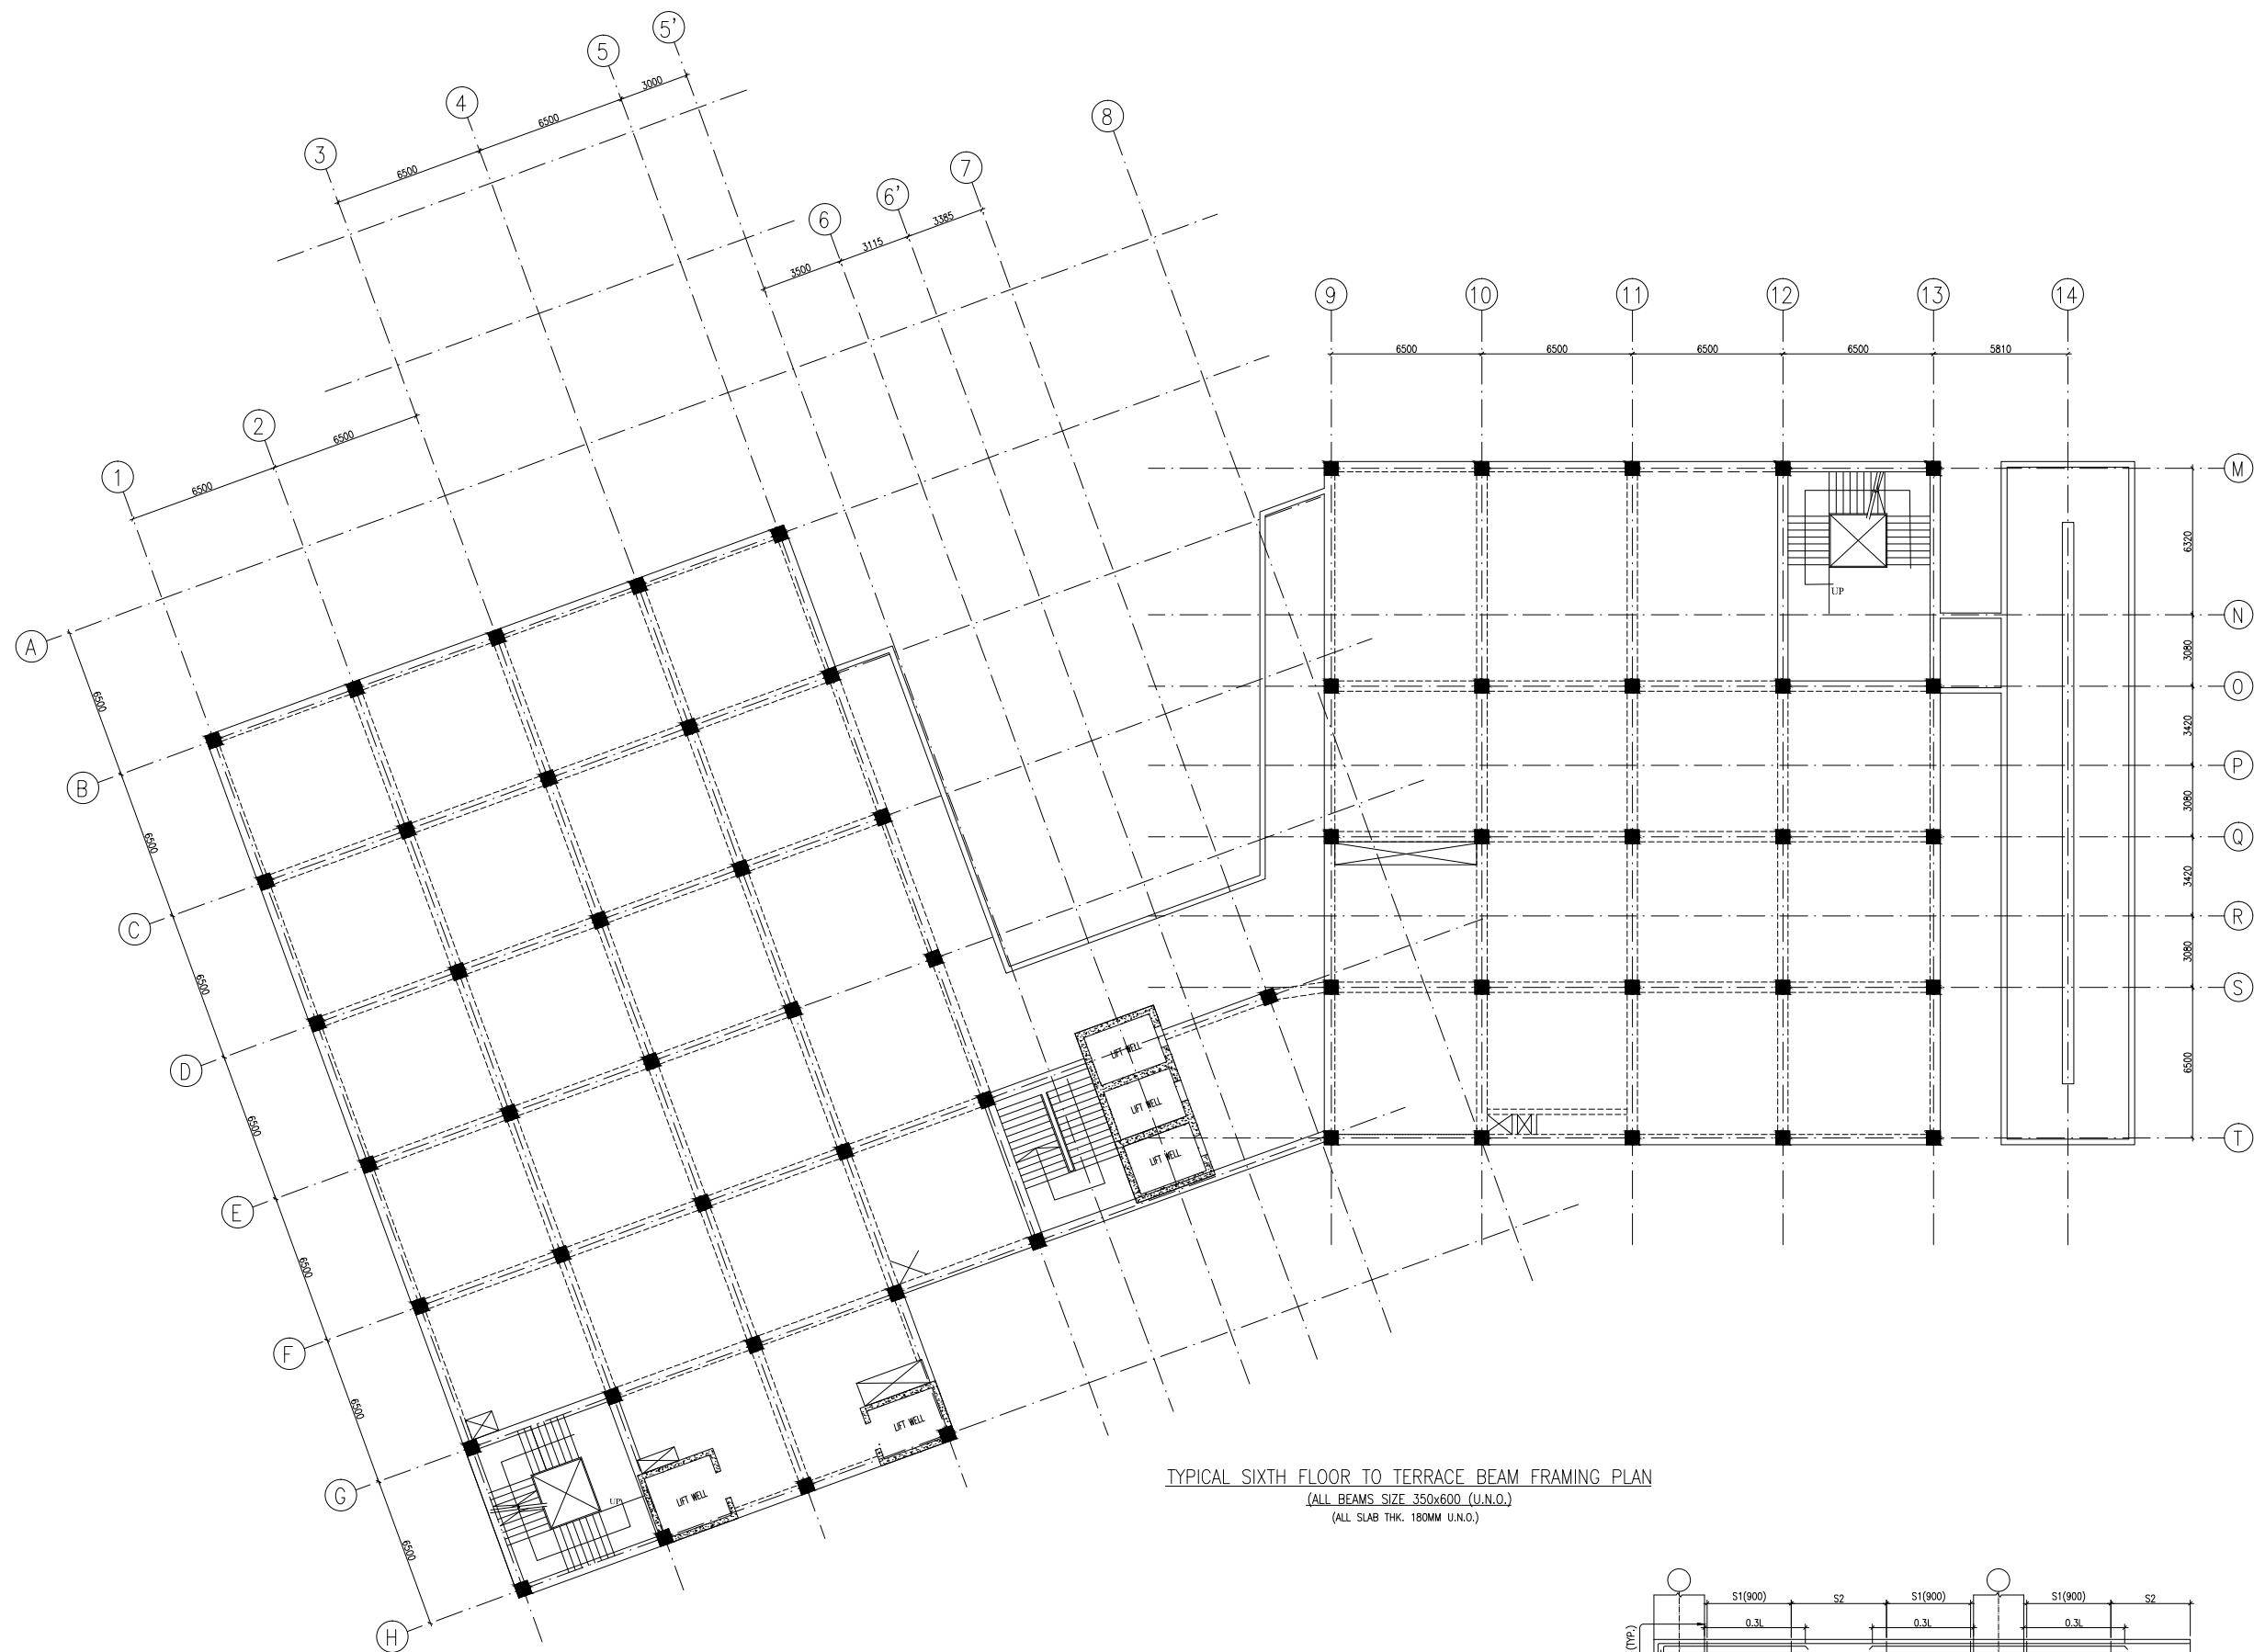 5'
5
4
3
3000
6500
6500
8
7
6'
6
3385
3115
3500
9
10
11
12
13
14
6500
6500
6500
6500
5810
2
1
6500
6500
M
6320
UP
N
3080
O
3420
P
3080
Q
3420
R
3080
S
6500
T
A
6500
B
6500
C
6500
D
6500
E
6500
F
6500
G
6500
H
LIFT WELL
LIFT WELL
LIFT WELL
LIFT WELL
LIFT WELL
UP
TYPICAL SIXTH FLOOR TO TERRACE BEAM FRAMING PLAN
(ALL BEAMS SIZE 350x600 (U.N.O.)
(ALL SLAB THK. 180MM U.N.O.)
S1(900) S2 S1(900) S1(900) S2
0.3L 0.3L 0.3L
(TYP.)